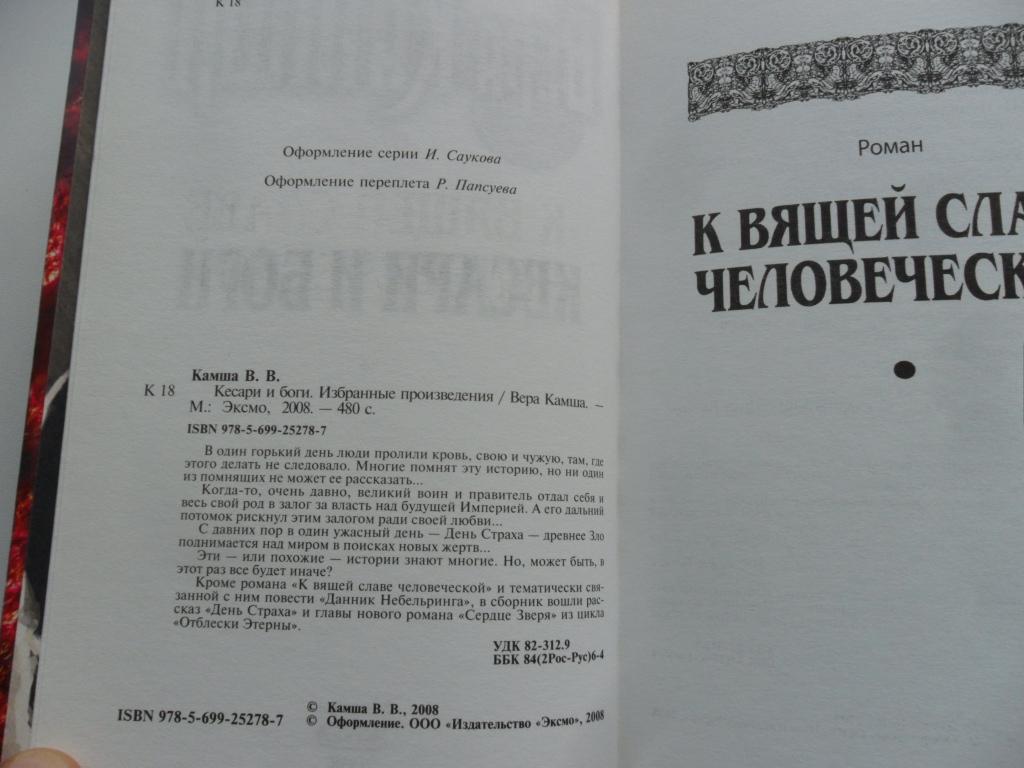 К 18
Оформление серии И. Саукова
Оформление переплета Р. Папсуева
Камша В. В.
К 18 Кесари и боги. Избранные произведения / Вера Камша. –
М.: Эксмо, 2008. — 480 с.
ISBN 978-5-699-25278-7
В один горький день люди пролили кровь, свою и чужую, там, где
этого делать не следовало. Многие помнят эту историю, но ни один
из помнящих не может ее рассказать...
Когда-то, очень давно, великий воин и правитель отдал себя и
весь свой род в залог за власть над будущей Империей. А его дальний
потомок рискнул этим залогом ради своей любви...
С давних пор в один ужасный день — День Страха — древнее Зло
поднимается над миром в поисках новых жертв...
Эти — или похожие — истории знают многие. Но, может быть, в
этот раз все будет иначе?
Кроме романа «К вящей славе человеческой» и тематически свя-
занной с ним повести «Данник Небельринга», в сборник вошли рас-
сказ «День Страха» и главы нового романа «Сердце Зверя» из цикла
«Отблески Этерны».
УДК 82-312.9
ББК 84(2Рос-Рус)6-4
© Камша В. В., 2008
ISBN 978-5-699-25278-7 © Оформление. ООО «Издательство «Эксмо», 2008
Роман
К ВЯЩЕЙ СЛА
ЧЕЛОВЕЧЕСК